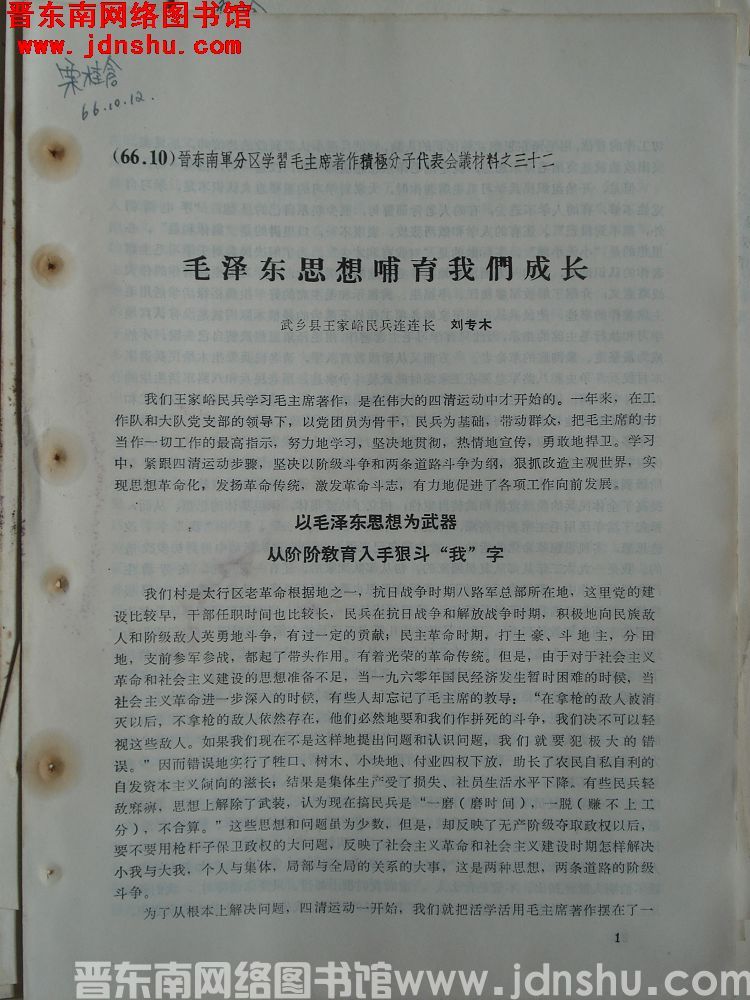 晋东南网络图书馆
www.jdnshu.com
栗桂含
66.10.12.
(66.10)晉东南軍分区学習毛主席著作積極分子代表会議材料之三十二
毛泽东思想哺育我們成长
武乡县王家峪民兵连连长 刘专木
我们王家峪民兵学习毛主席著作，是在伟大的四清运动中才开始的。一年来，在工
作队和大队党支部的领导下，以党团员为骨干，民兵为基础，带动群众，把毛主席的书
当作一切工作的最高指示，努力地学习，坚决地贯彻，热情地宣传，勇敢地捍卫。学习
中，紧跟四清运动步骤，坚决以阶级斗争和两条道路斗争为纲，狠抓改造主观世界，实
现思想革命化，发扬革命传统，激发革命斗志，有力地促进了各项工作向前发展。
以毛泽东思想为武器
从阶阶教育入手狠斗“我”字
我们村是太行区老革命根据地之一，抗日战争时期八路军总部所在地，这里党的建
设比较早，干部任职时间也比较长，民兵在抗日战争和解放战争时期，积极地向民族敌
人和阶级敌人英勇地斗争，有过一定的贡献；民主革命时期，打土豪、斗地主，分田
地，支前参军参战，都起了带头作用。有着光荣的革命传统。但是，由于对于社会主义
革命和社会主义建设的思想准备不足，当一九六零年国民经济发生暂时困难的时候，当
社会主义革命进一步深入的时候，有些人却忘记了毛主席的教导：“在拿枪的敌人被消
灭以后，不拿枪的敌人依然存在，他们必然地要和我们作拼死的斗争，我们决不可以轻
视这些敌人。如果我们现在不是这样地提出问题和认识问题，我们就要犯极大的错
误。”因而错误地实行了牲口、树木、小块地、付业四权下放，助长了农民自私自利的
自发资本主义倾向的滋长；结果是集体生产受了损失、社员生活水平下降。有些民兵轻
敌麻痹，思想上解除了武装，认为现在搞民兵是“一磨（磨时间），一脱（赚不上工
分），不合算。”这些思想和问题虽为少数，但是，却反映了无产阶级夺取政权以后，
要不要用枪杆子保卫政权的大问题，反映了社会主义革命和社会主义建设时期怎样解决
小我与大我，个人与集体，局部与全局的关系的大事，这是两种思想，两条道路的阶级
斗争。
为了从根本上解决问题，四清运动一开始，我们就把活学活用毛主席著作摆在了一
1
晋东南网络图书馆www.jdnshu.com